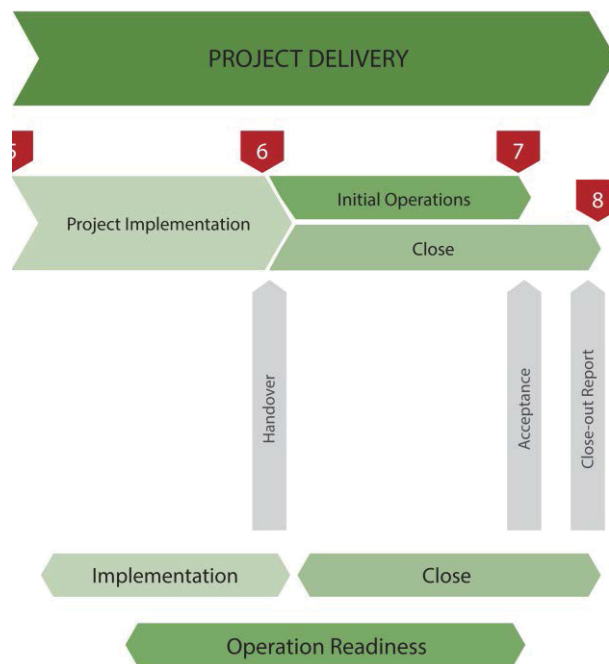 PROJECT DELIVERY
5
6
7
8
Initial Operations
Project Implementation
Close
Handover
Acceptance
Close-out Report
Implementation
Close
Operation Readiness